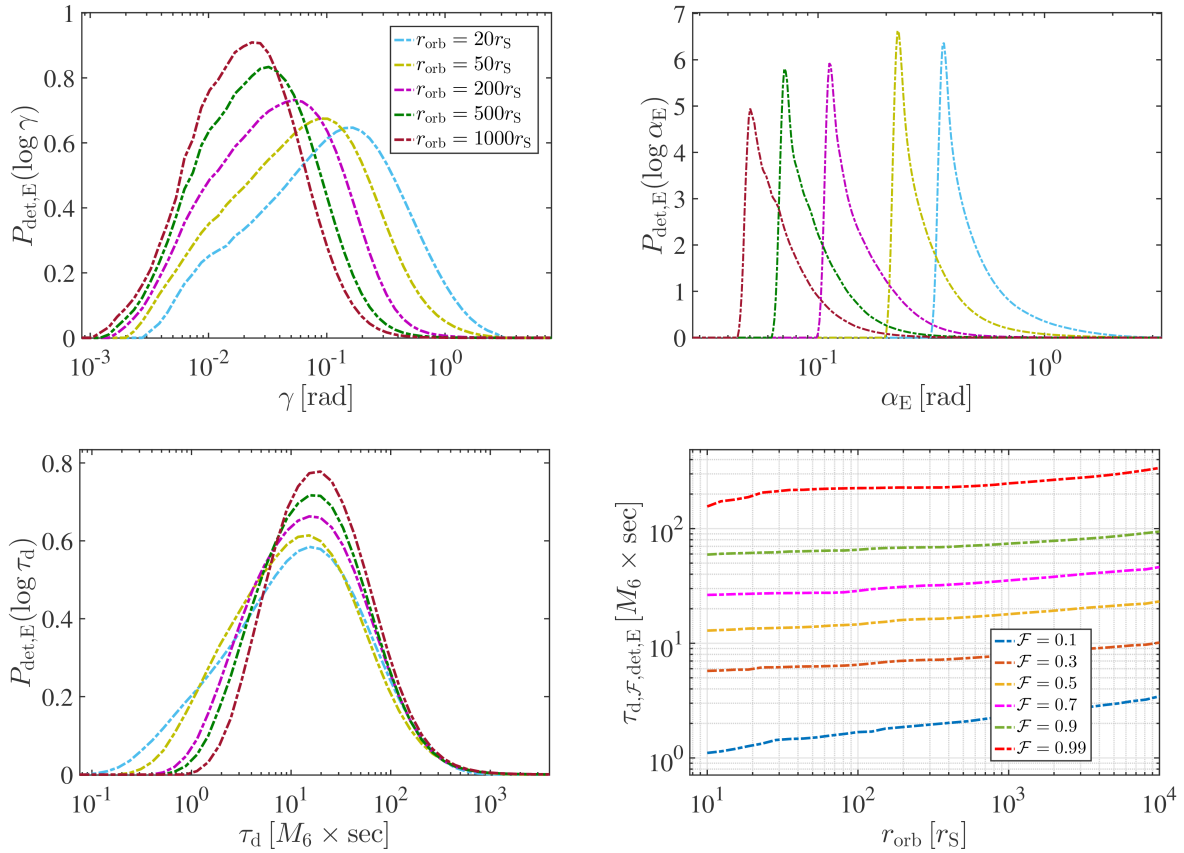 1
0.8
0.6
0.4
0.2
0
P_det,E(log γ)
10^-3 10^-2 10^-1 10^0
γ [rad]
r_orb = 20r_S
r_orb = 50r_S
r_orb = 200r_S
r_orb = 500r_S
r_orb = 1000r_S
7
6
5
4
3
2
1
0
P_det,E(log α_E)
10^-1 10^0
α_E [rad]
0.8
0.6
0.4
0.2
0
P_det,E(log τ_d)
10^-1 10^0 10^1 10^2 10^3
τ_d [M_6 × sec]
10^2
10^1
10^0
τ_d,ℱ,det,E [M_6 × sec]
ℱ = 0.1
ℱ = 0.3
ℱ = 0.5
ℱ = 0.7
ℱ = 0.9
ℱ = 0.99
10^1 10^2 10^3 10^4
r_orb [r_S]